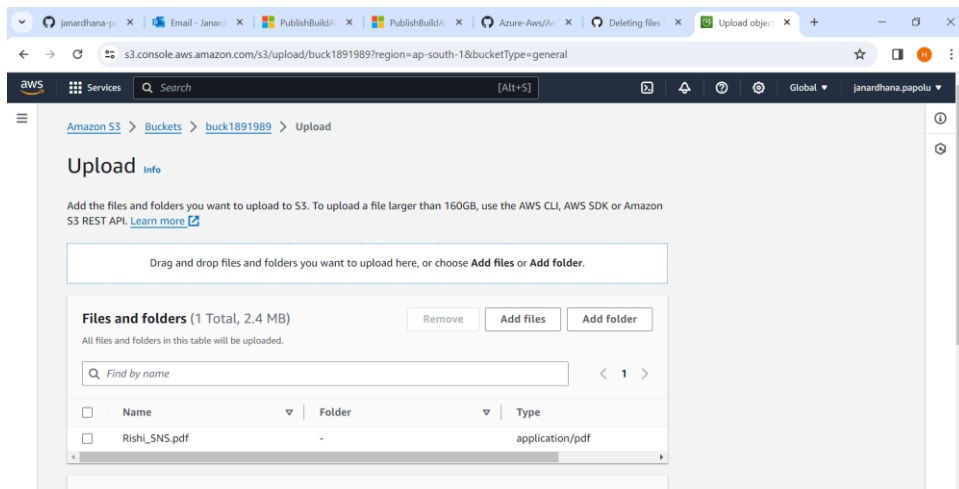 janardhana-pa
Email - Janard
PublishBuildA
PublishBuildA
Azure-Aws/Ar
Deleting files
Upload object
s3.console.aws.amazon.com/s3/upload/buck1891989?region=ap-south-1&bucketType=general
H
aws
Services
Search
[Alt+S]
Global
janardhana.papolu
Amazon S3 > Buckets > buck1891989 > Upload
Upload Info
Add the files and folders you want to upload to S3. To upload a file larger than 160GB, use the AWS CLI, AWS SDK or Amazon
S3 REST API. Learn more
Drag and drop files and folders you want to upload here, or choose Add files or Add folder.
Files and folders (1 Total, 2.4 MB)
Remove
Add files
Add folder
All files and folders in this table will be uploaded.
Find by name
< 1 >
Name
Folder
Type
Rishi_SNS.pdf
-
application/pdf